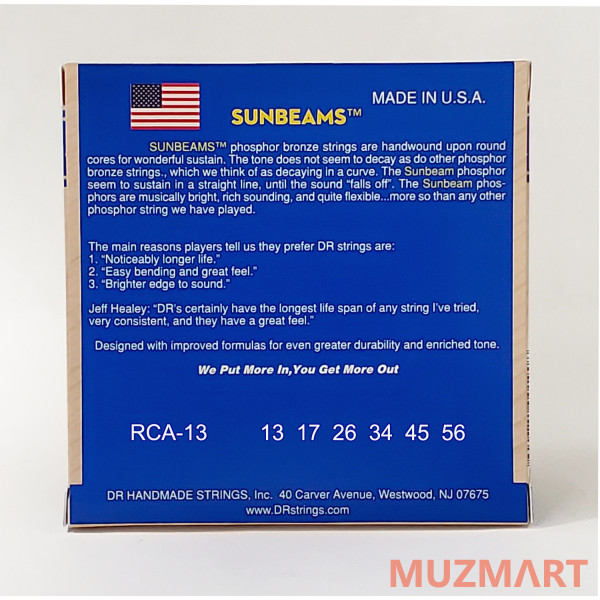 MADE IN U.S.A.
SUNBEAMS™
SUNBEAMS™ phosphor bronze strings are handwound upon round
cores for wonderful sustain. The tone does not seem to decay as do other phosphor
bronze strings., which we think of as decaying in a curve. The Sunbeam phosphor
seem to sustain in a straight line, until the sound “falls off”. The Sunbeam phos-
phors are musically bright, rich sounding, and quite flexible...more so than any other
phosphor string we have played.
The main reasons players tell us they prefer DR strings are:
1. “Noticeably longer life.”
2. “Easy bending and great feel.”
3. “Brighter edge to sound.”
Jeff Healey: “DR’s certainly have the longest life span of any string I’ve tried,
very consistent, and they have a great feel.”
Designed with improved formulas for even greater durability and enriched tone.
We Put More In,You Get More Out
RCA-13 13 17 26 34 45 56
DR HANDMADE STRINGS, Inc. 40 Carver Avenue, Westwood, NJ 07675
www.DRstrings.com
MUZMART